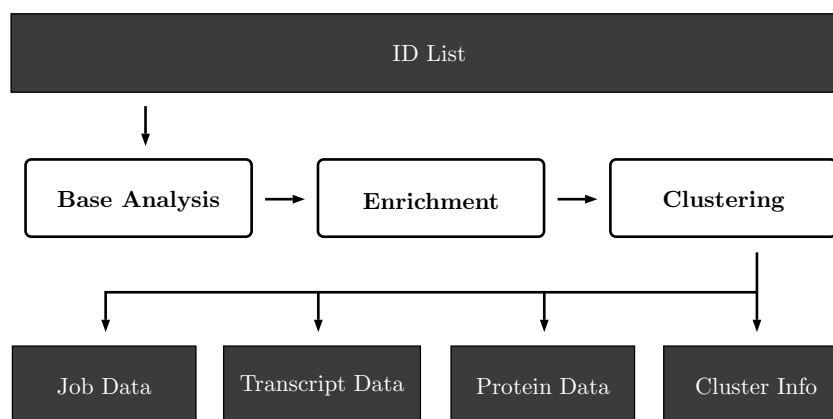 ID List
Base Analysis
Enrichment
Clustering
Job Data
Transcript Data
Protein Data
Cluster Info